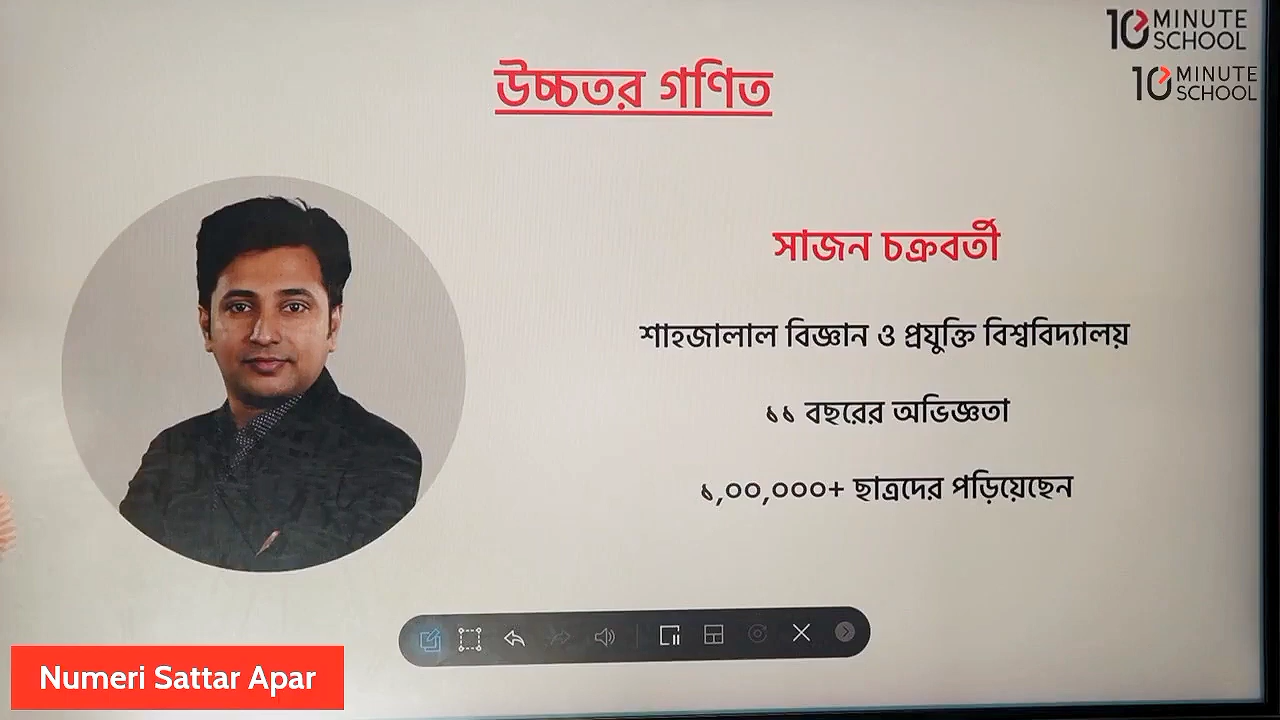 10 MINUTE SCHOOL
10 MINUTE SCHOOL
উচ্চতর গণিত
সাজন চক্রবর্তী
শাহজালাল বিজ্ঞান ও প্রযুক্তি বিশ্ববিদ্যালয়
১১ বছরের অভিজ্ঞতা
১,০০,০০০+ ছাত্রদের পড়িয়েছেন
Numeri Sattar Apar